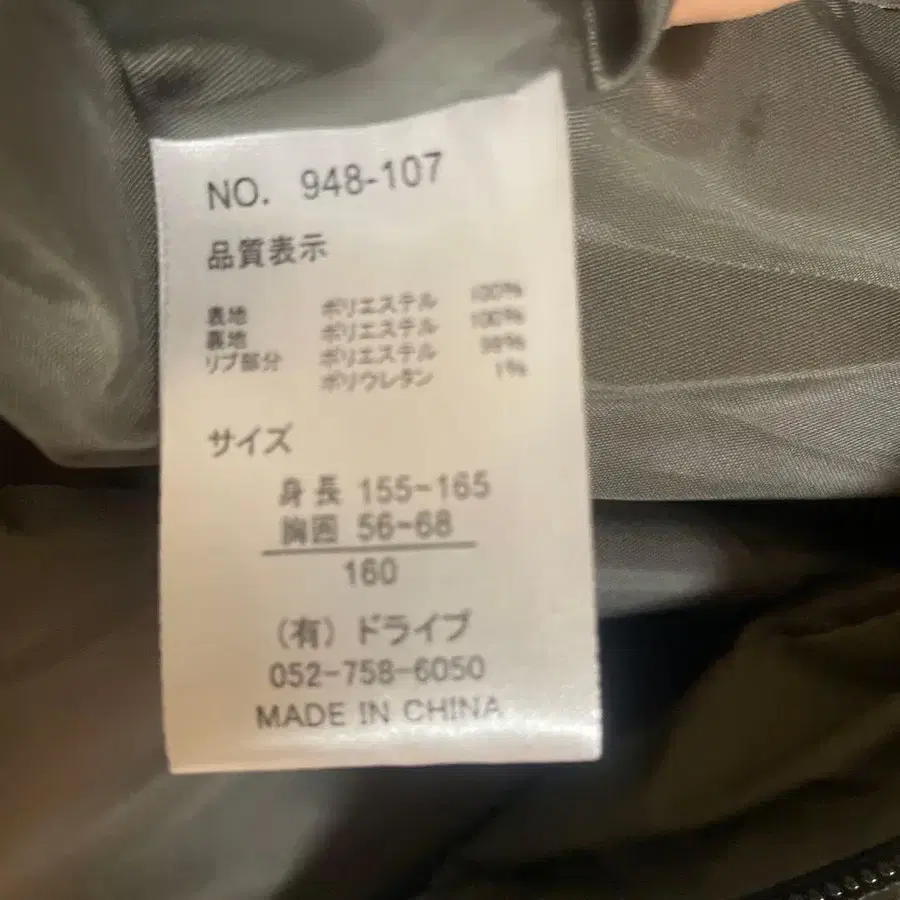 NO. 948-107
品質表示
表地 ポリエステル 100%
裏地 ポリエステル 100%
リブ部分 ポリエステル
ポリウレタン 1%
サイズ
身長 155~165
胸囲 56~68
160
(有)ドライブ
052-758-6050
MADE IN CHINA